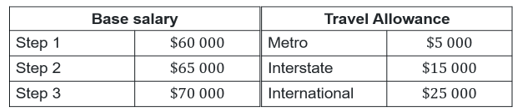 Base salary Travel Allowance
Step 1 $60 000 Metro $5 000
Step 2 $65 000 Interstate $15 000
Step 3 $70 000 International $25 000